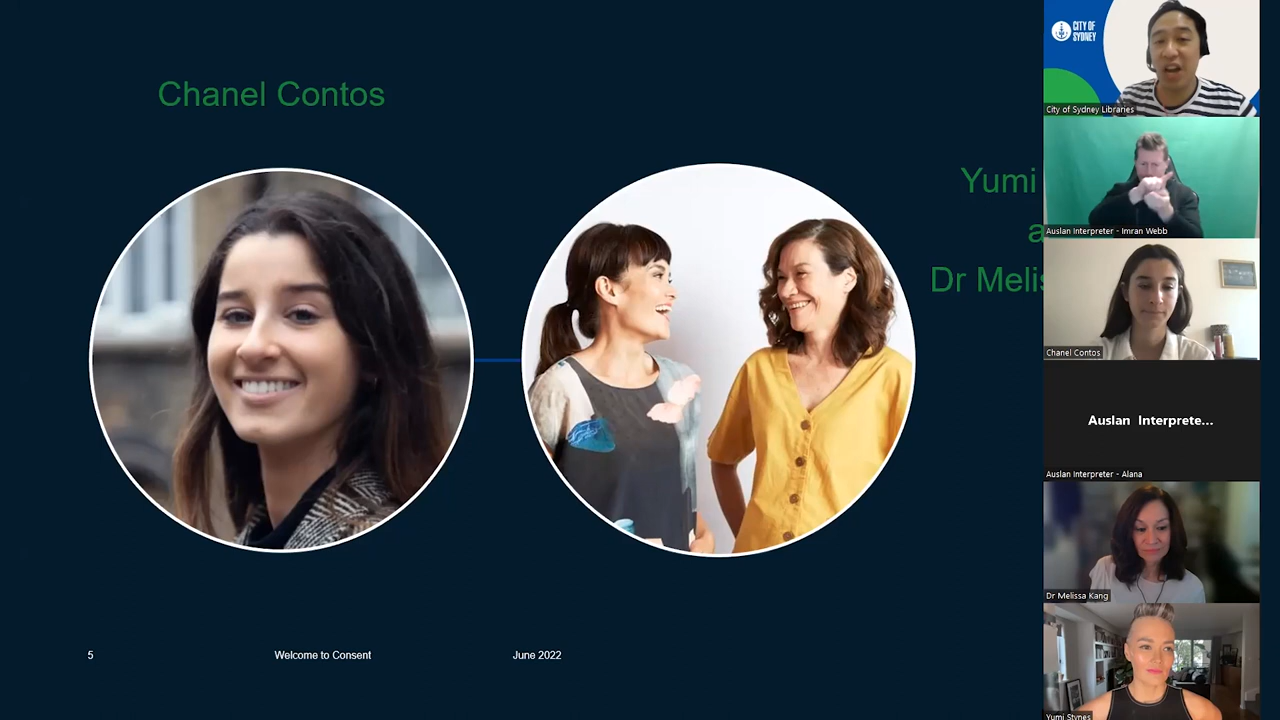 Chanel Contos
Yumi
a
Dr Melis
5
Welcome to Consent
June 2022
CITY OF
SYDNEY
City of Sydney Libraries
Auslan Interpreter - Imran Webb
Chanel Contos
Auslan Interprete...
Auslan Interpreter - Alana
Dr Melissa Kang
Yumi Stynes